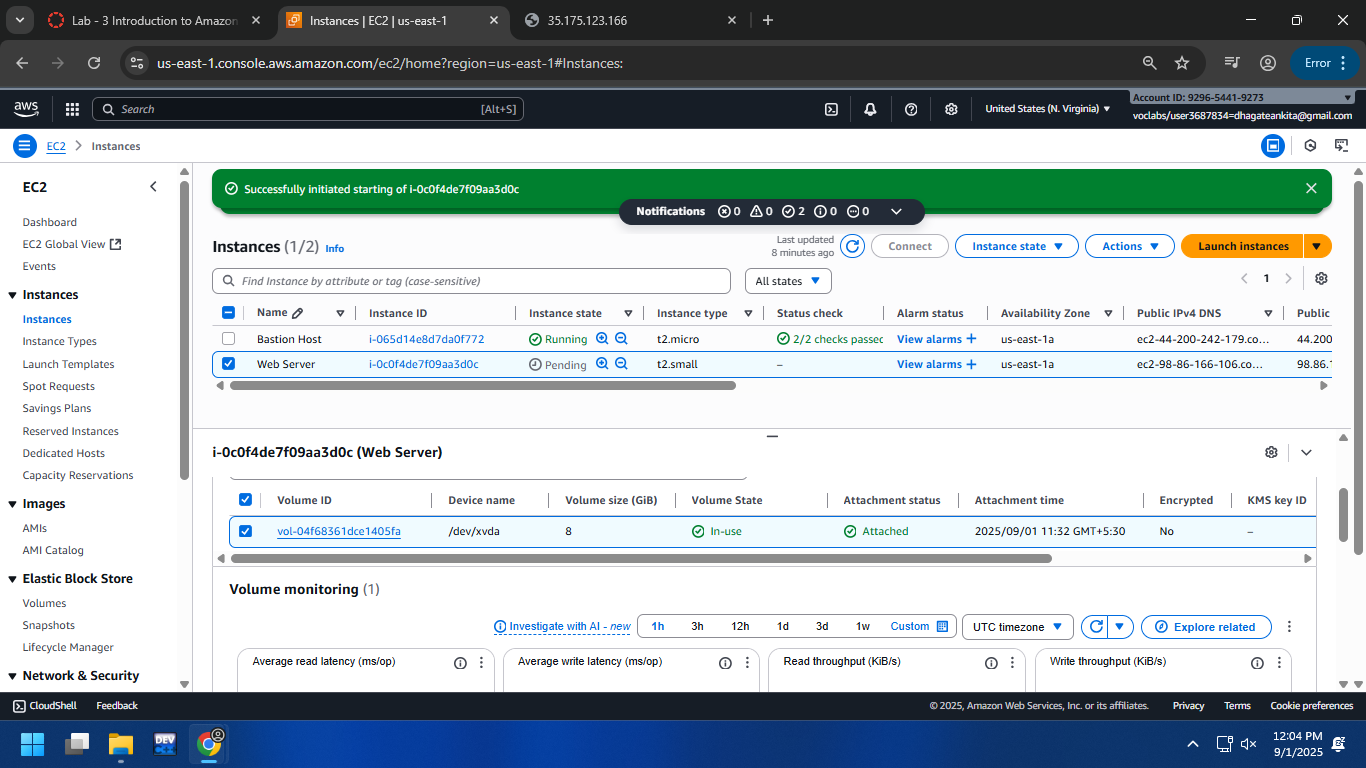 Lab - 3 Introduction to Amazon
Instances | EC2 | us-east-1
35.175.123.166
us-east-1.console.aws.amazon.com/ec2/home?region=us-east-1#Instances:
Error
aws
Search
[Alt+S]
United States (N. Virginia)
Account ID: 9296-5441-9273
voclabs/user3687834=dhagateankita@gmail.com
EC2
Instances
EC2
Dashboard
EC2 Global View
Events
Instances
Instances
Instance Types
Launch Templates
Spot Requests
Savings Plans
Reserved Instances
Dedicated Hosts
Capacity Reservations
Images
AMIs
AMI Catalog
Elastic Block Store
Volumes
Snapshots
Lifecycle Manager
Network & Security
Successfully initiated starting of i-0c0f4de7f09aa3d0c
Notifications 0 0 2 0 0
Instances (1/2) Info
Last updated
8 minutes ago
Connect
Instance state
Actions
Launch instances
Find Instance by attribute or tag (case-sensitive)
All states
1
Name Instance ID Instance state Instance type Status check Alarm status Availability Zone Public IPv4 DNS Public
Bastion Host i-065d14e8d7da0f772 Running t2.micro 2/2 checks passed View alarms + us-east-1a ec2-44-200-242-179.co... 44.200
Web Server i-0c0f4de7f09aa3d0c Pending t2.small – View alarms + us-east-1a ec2-98-86-166-106.co... 98.86.
i-0c0f4de7f09aa3d0c (Web Server)
Volume ID Device name Volume size (GiB) Volume State Attachment status Attachment time Encrypted KMS key ID
vol-04f68361dce1405fa /dev/xvda 8 In-use Attached 2025/09/01 11:32 GMT+5:30 No –
Volume monitoring (1)
Investigate with AI - new
1h 3h 12h 1d 3d 1w Custom
UTC timezone
Explore related
Average read latency (ms/op)
Average write latency (ms/op)
Read throughput (KiB/s)
Write throughput (KiB/s)
CloudShell
Feedback
© 2025, Amazon Web Services, Inc. or its affiliates.
Privacy
Terms
Cookie preferences
DEV
12:04 PM
9/1/2025